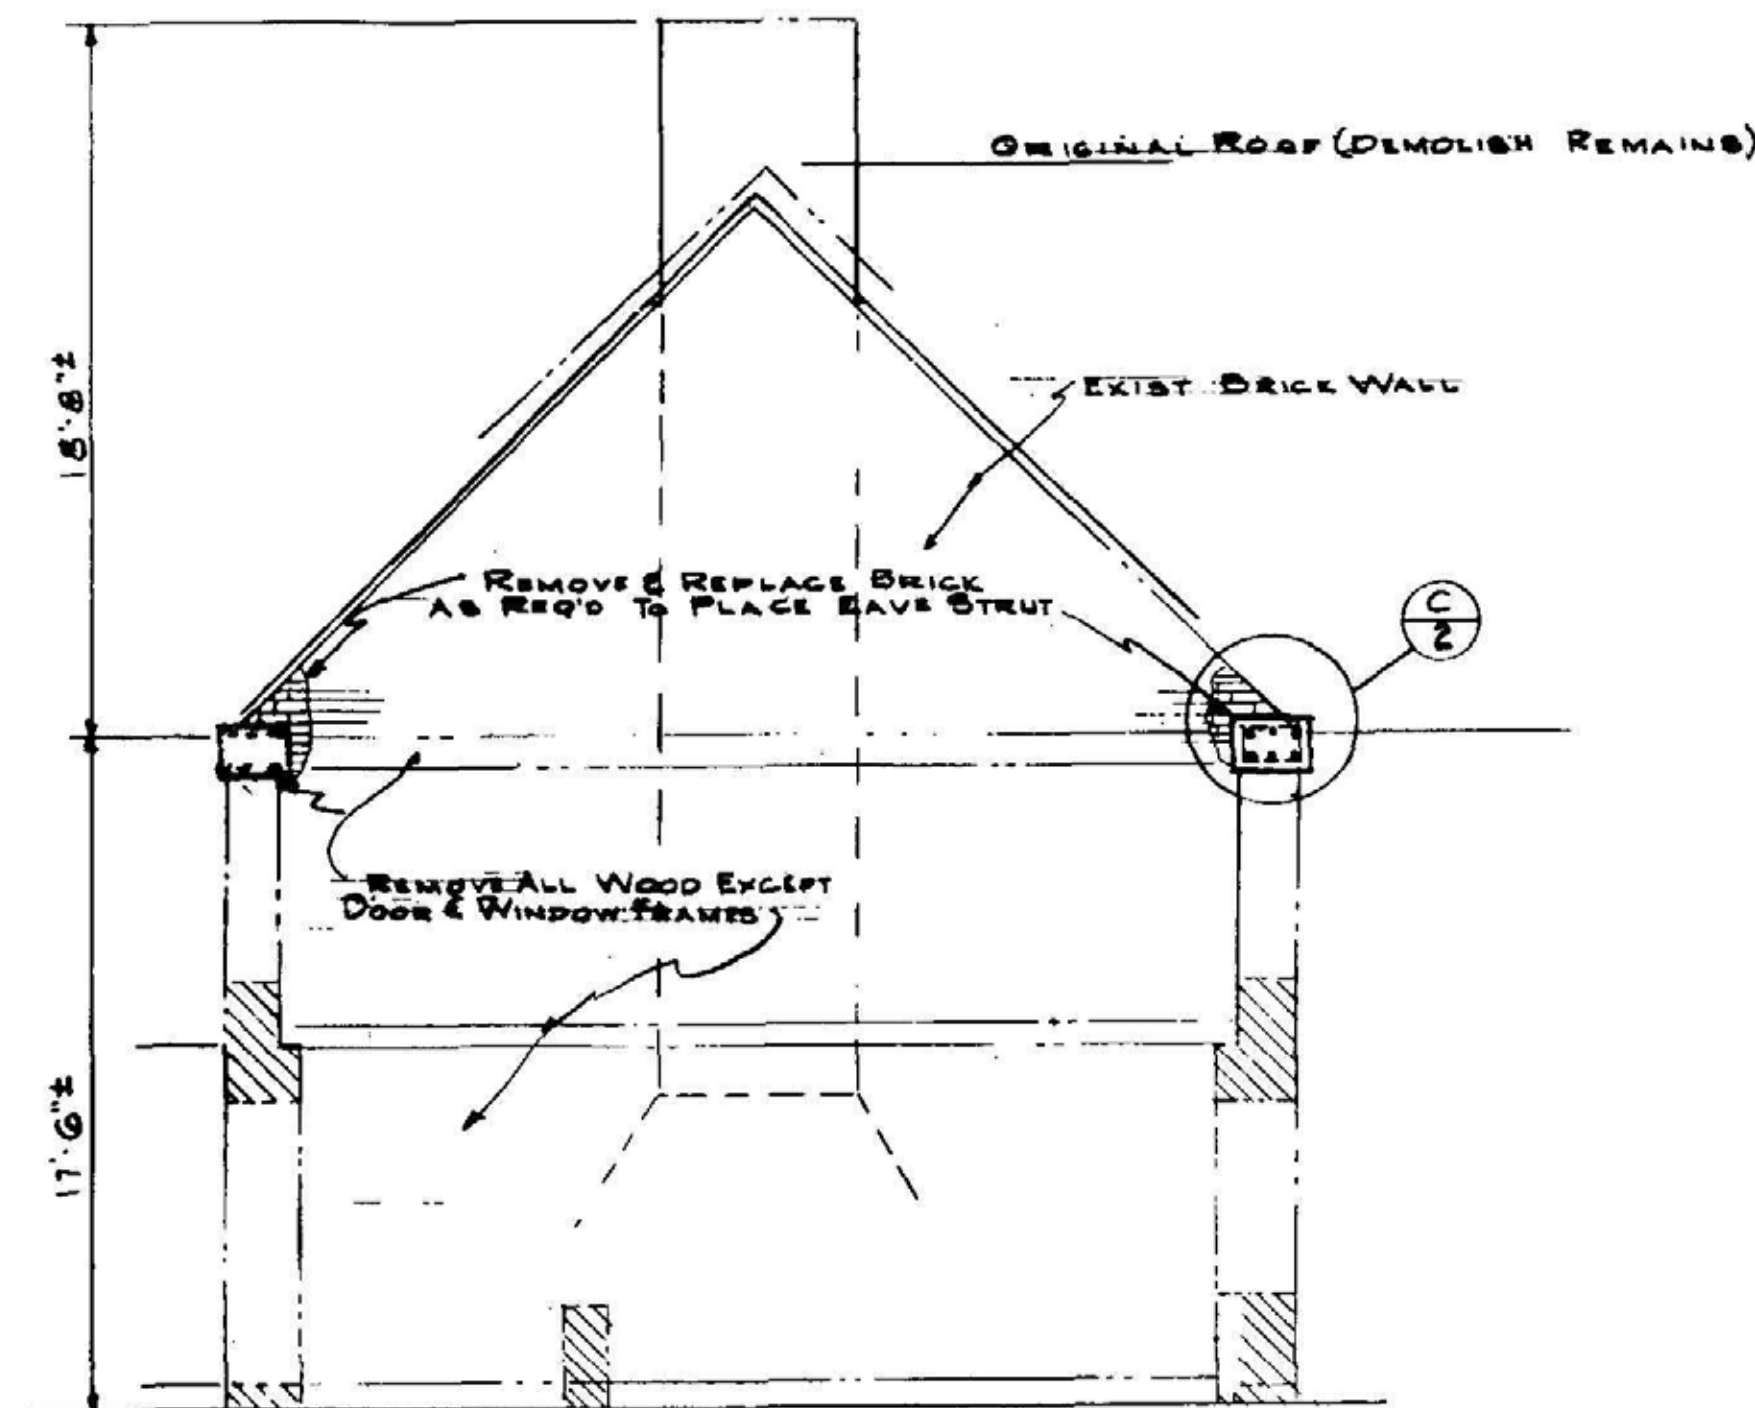 ORIGINAL ROOF (DEMOLISH REMAINS)
18'-8"±
EXIST. BRICK WALL
REMOVE & REPLACE BRICK
AS REQ'D TO PLACE EAVE STRUT
C
2
REMOVE ALL WOOD EXCEPT
DOOR & WINDOW FRAMES
17'-6"±